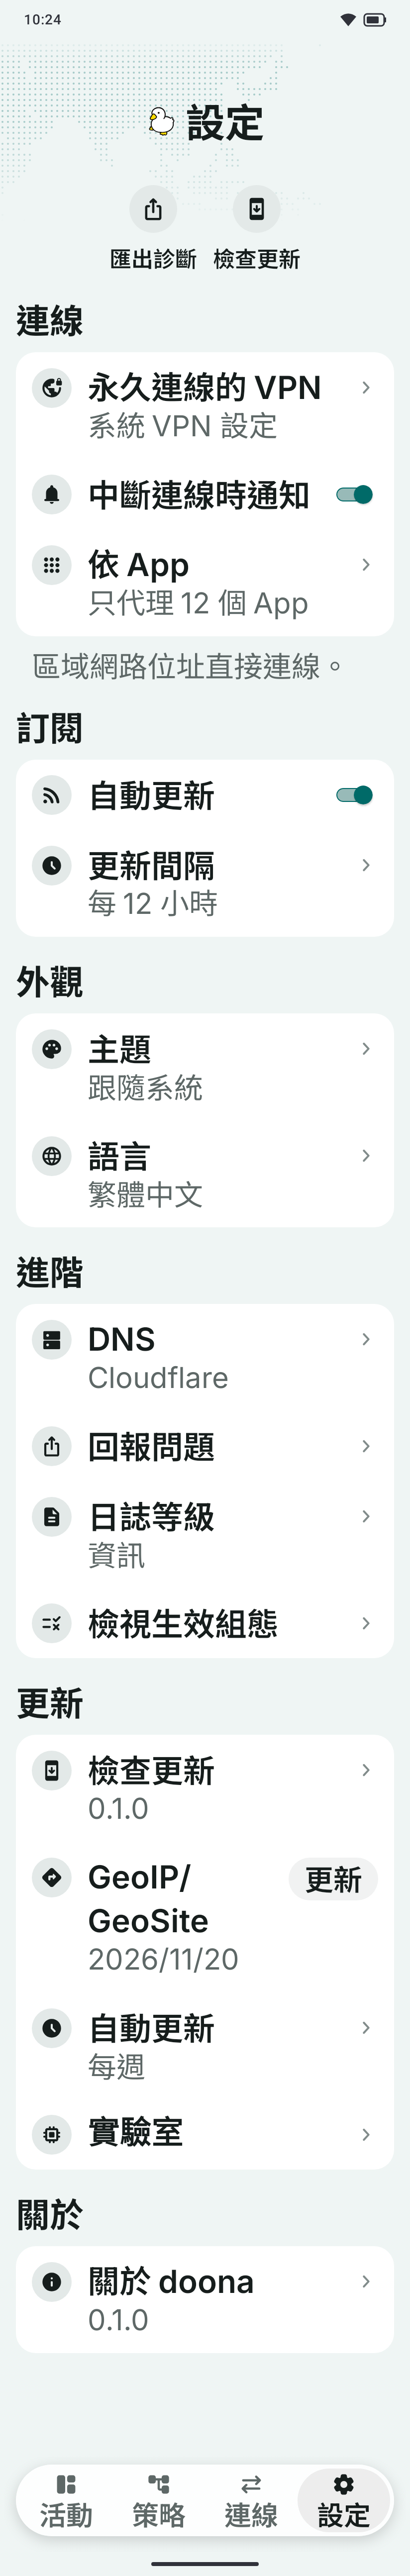 10:24
設定
匯出診斷
檢查更新
連線
永久連線的 VPN
系統 VPN 設定
中斷連線時通知
依 App
只代理 12 個 App
區域網路位址直接連線。
訂閱
自動更新
更新間隔
每 12 小時
外觀
主題
跟隨系統
語言
繁體中文
進階
DNS
Cloudflare
回報問題
日誌等級
資訊
檢視生效組態
更新
檢查更新
0.1.0
GeoIP/
GeoSite
2026/11/20
更新
自動更新
每週
實驗室
關於
關於 doona
0.1.0
活動
策略
連線
設定